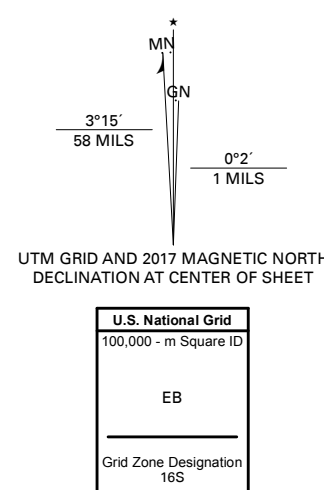 ★
MN
GN
3°15´
58 MILS
0°2´
1 MILS
UTM GRID AND 2017 MAGNETIC NORTH
DECLINATION AT CENTER OF SHEET
U.S. National Grid
100,000 - m Square ID
EB
Grid Zone Designation
16S